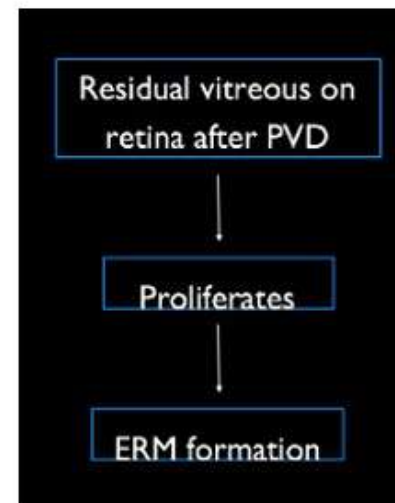 Residual vitreous on
retina after PVD
Proliferates
ERM formation